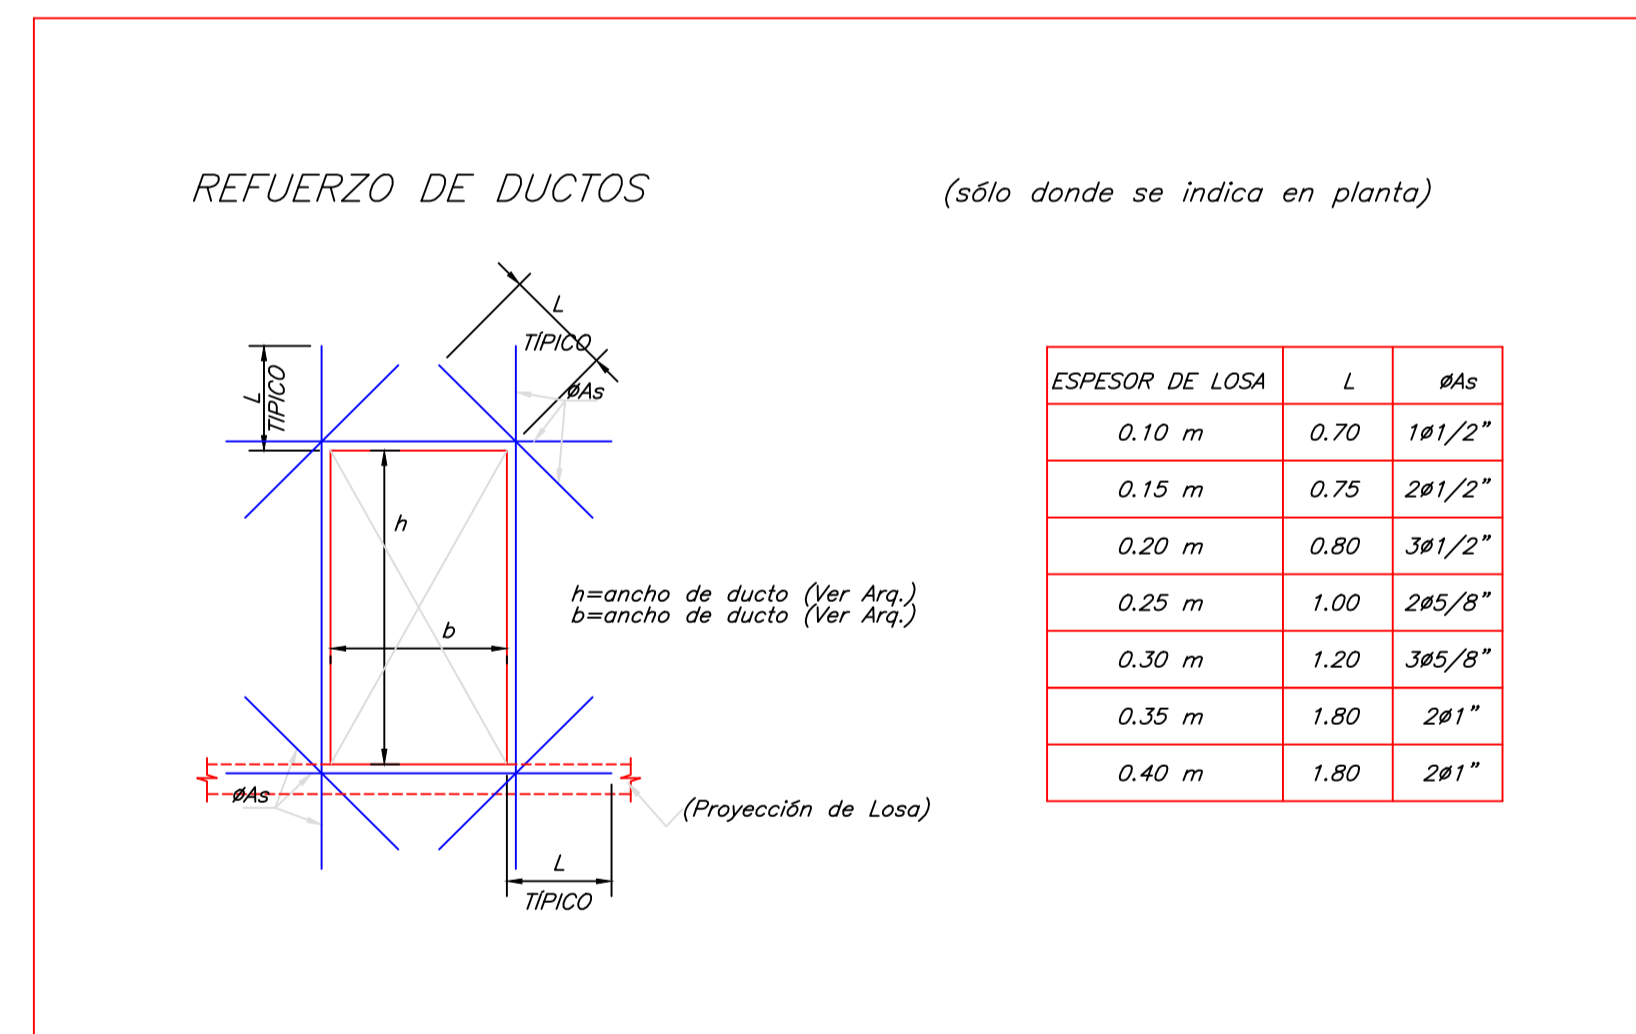 REFUERZO DE DUCTOS
(sólo donde se indica en planta)
L
TÍPICO
L
TIPICO
øAs
h
b
h=ancho de ducto (Ver Arq.)
b=ancho de ducto (Ver Arq.)
øAs
(Proyección de Losa)
L
TÍPICO
ESPESOR DE LOSA L øAs
0.10 m 0.70 1ø1/2"
0.15 m 0.75 2ø1/2"
0.20 m 0.80 3ø1/2"
0.25 m 1.00 2ø5/8"
0.30 m 1.20 3ø5/8"
0.35 m 1.80 2ø1"
0.40 m 1.80 2ø1"